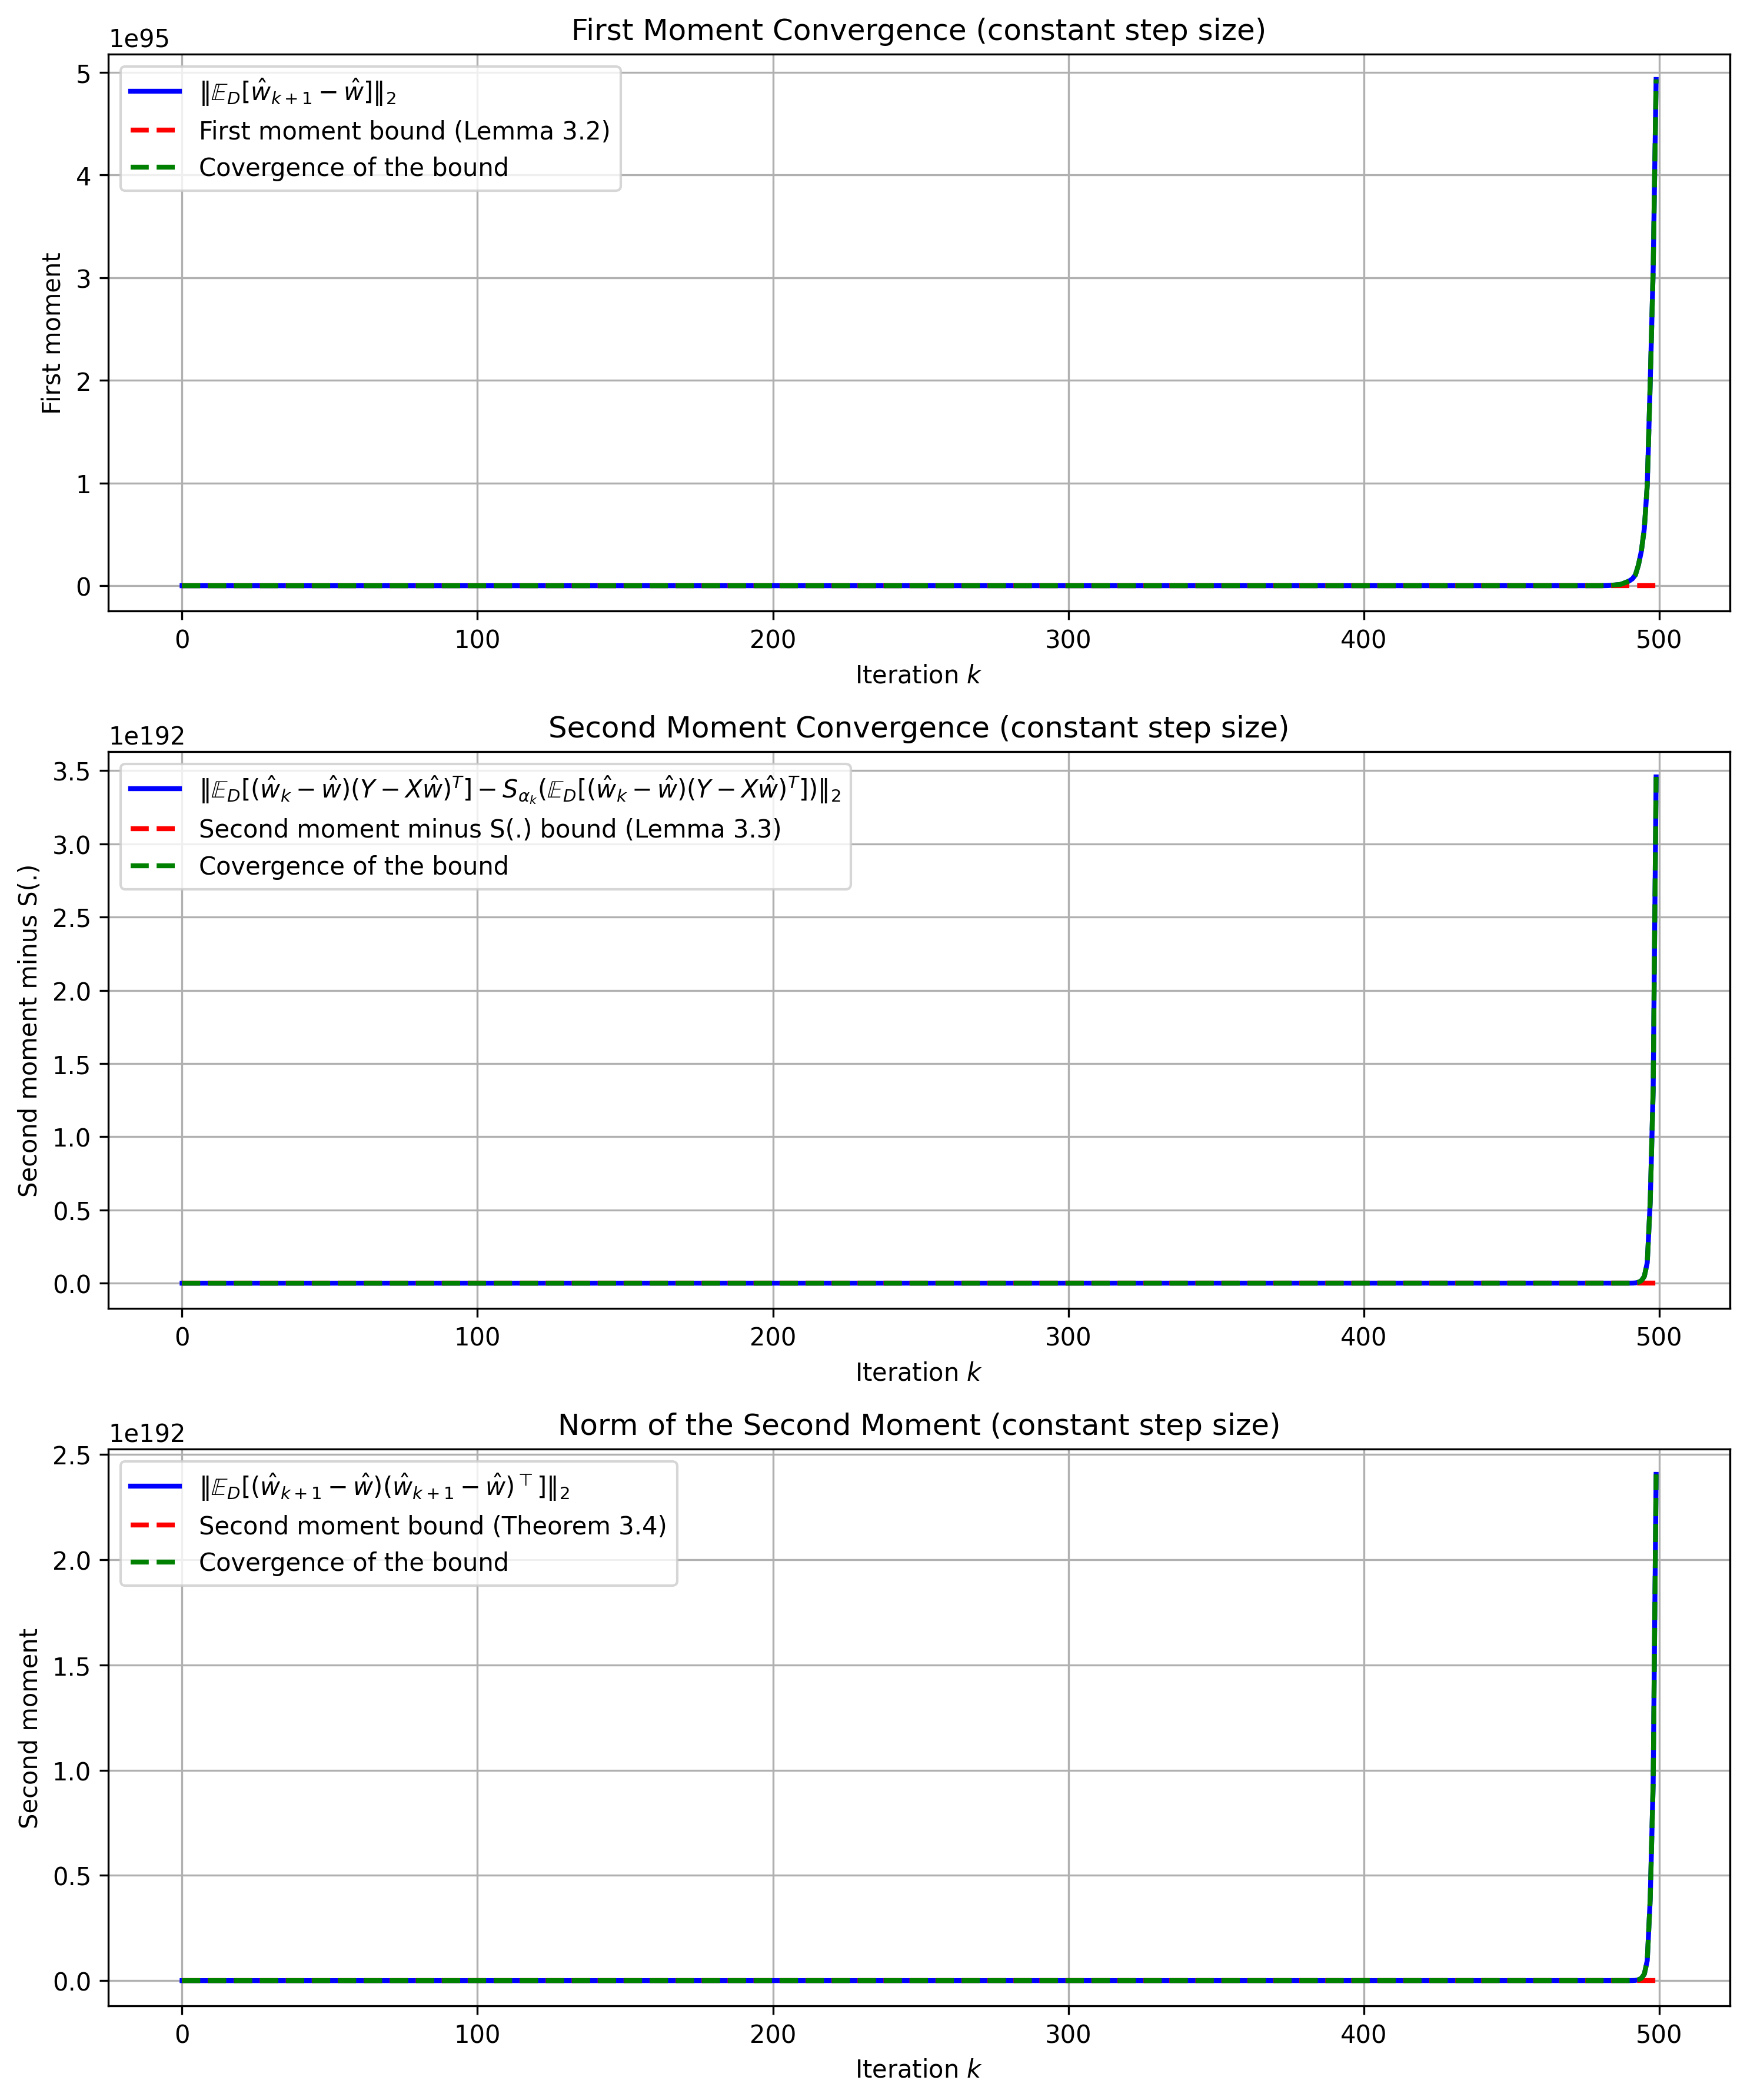 First Moment Convergence (constant step size)
1e95
‖𝔼_D[ŵ_{k+1} − ŵ]‖₂
First moment bound (Lemma 3.2)
Covergence of the bound
First moment
5
4
3
2
1
0
0 100 200 300 400 500
Iteration k
Second Moment Convergence (constant step size)
1e192
‖𝔼_D[(ŵ_k − ŵ)(Y − Xŵ)^T] − S_{α_k}(𝔼_D[(ŵ_k − ŵ)(Y − Xŵ)^T])‖₂
Second moment minus S(.) bound (Lemma 3.3)
Covergence of the bound
Second moment minus S(.)
3.5
3.0
2.5
2.0
1.5
1.0
0.5
0.0
0 100 200 300 400 500
Iteration k
Norm of the Second Moment (constant step size)
1e192
‖𝔼_D[(ŵ_{k+1} − ŵ)(ŵ_{k+1} − ŵ)^⊤]‖₂
Second moment bound (Theorem 3.4)
Covergence of the bound
Second moment
2.5
2.0
1.5
1.0
0.5
0.0
0 100 200 300 400 500
Iteration k